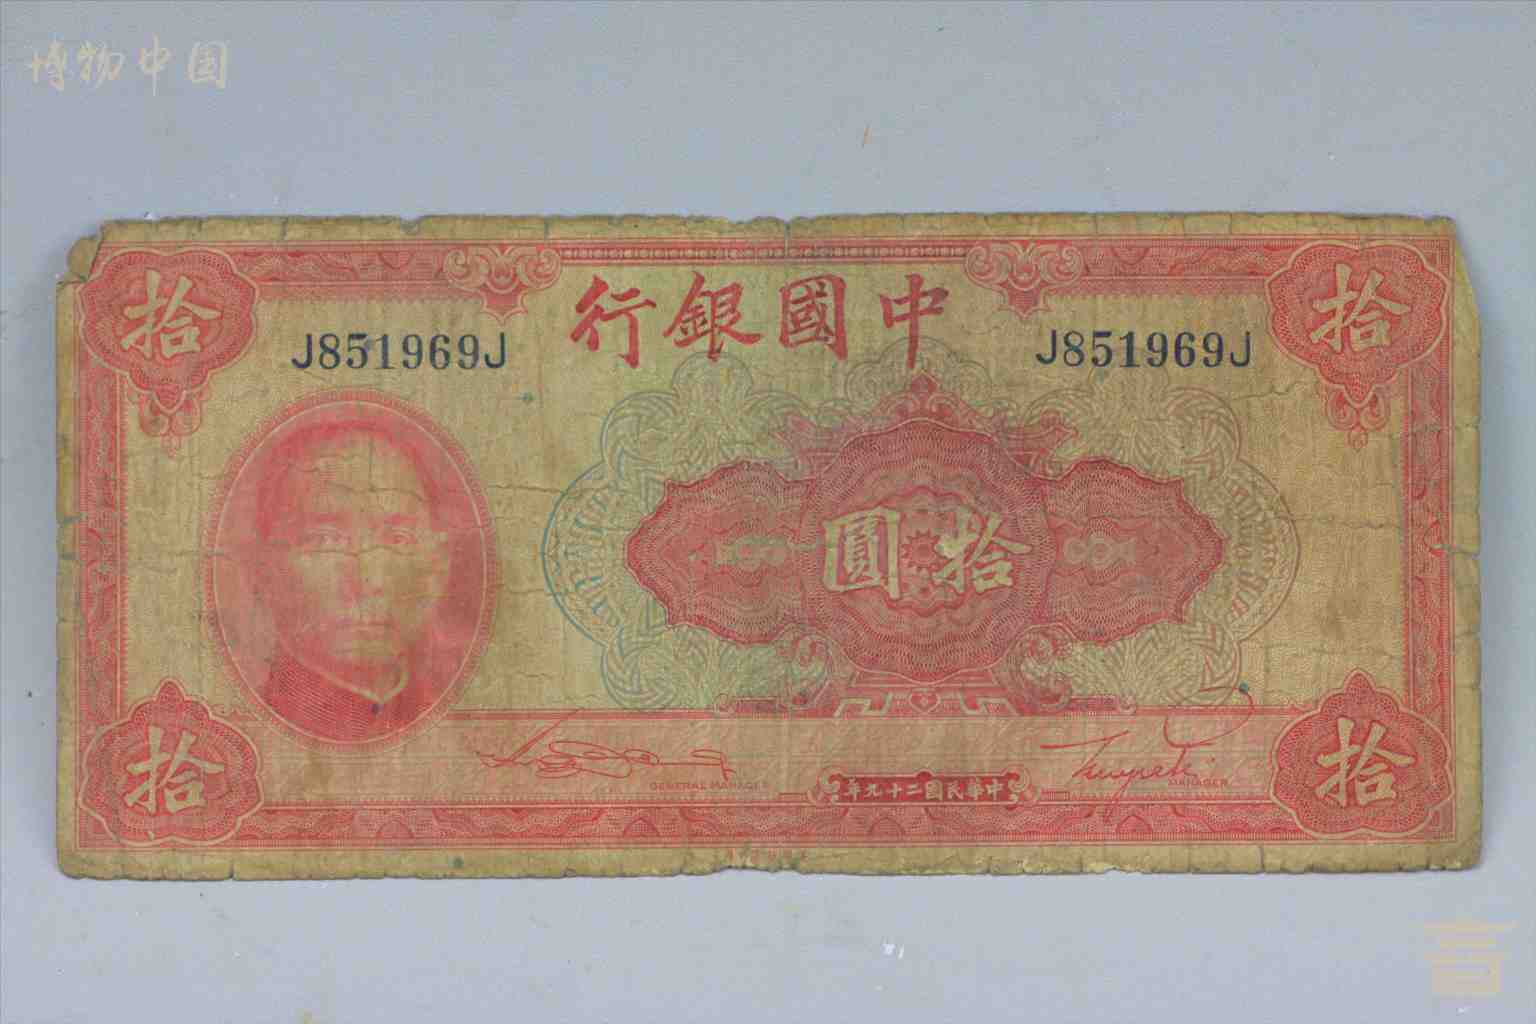 博物中国
中國銀行
拾
拾
J851969J
J851969J
拾圓
GENERAL MANAGER
MANAGER
中華民國二十九年
拾
拾